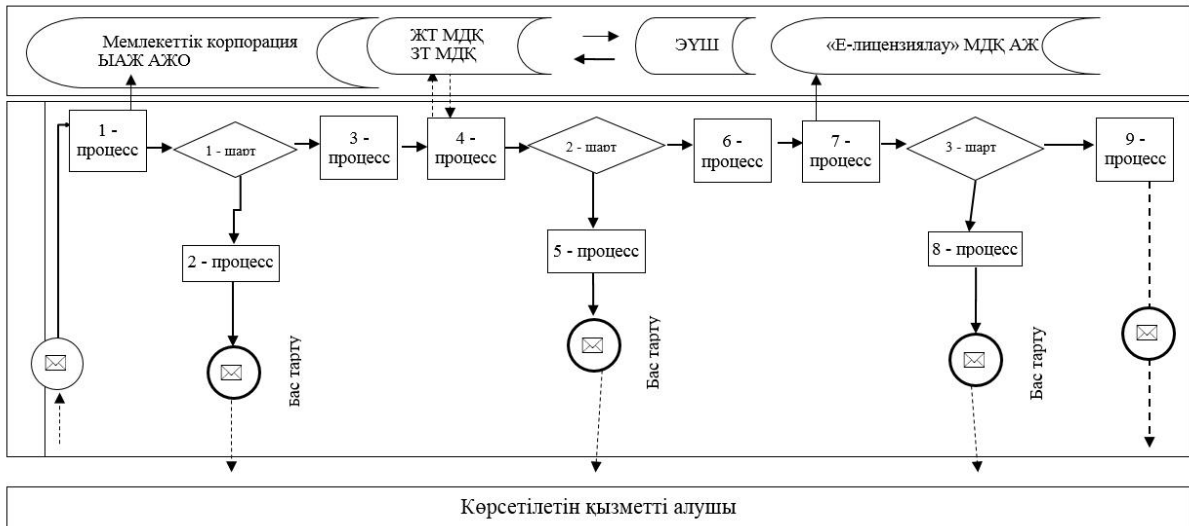 Мемлекеттік корпорация
ЫАЖ АЖО
ЖТ МДҚ
ЗТ МДҚ
ЭҮШ
«Е-лицензиялау» МДҚ АЖ
1 -
процесс
1 - шарт
3 -
процесс
4 -
процесс
2 - шарт
6 -
процесс
7 -
процесс
3 - шарт
9 -
процесс
2 - процесс
5 - процесс
8 - процесс
Бас тарту
Бас тарту
Бас тарту
Көрсетілетін қызметті алушы